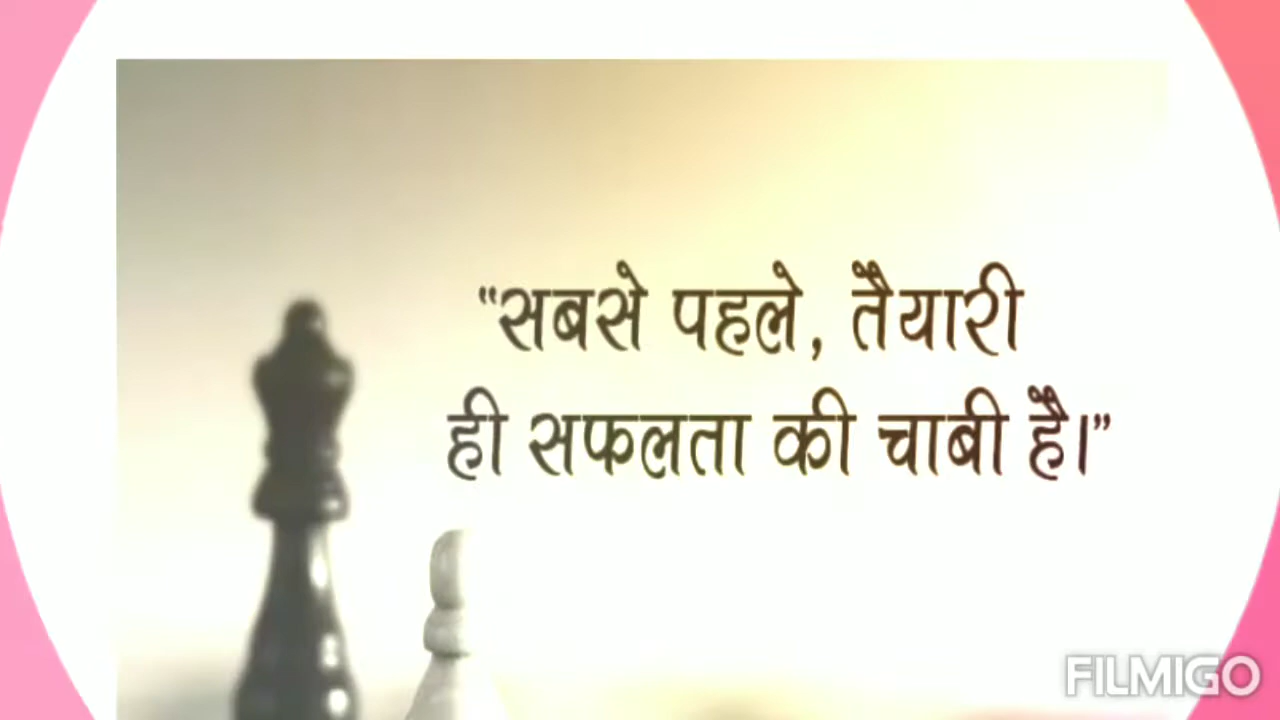 “सबसे पहले, तैयारी
ही सफलता की चाबी है।”
FILMIGO